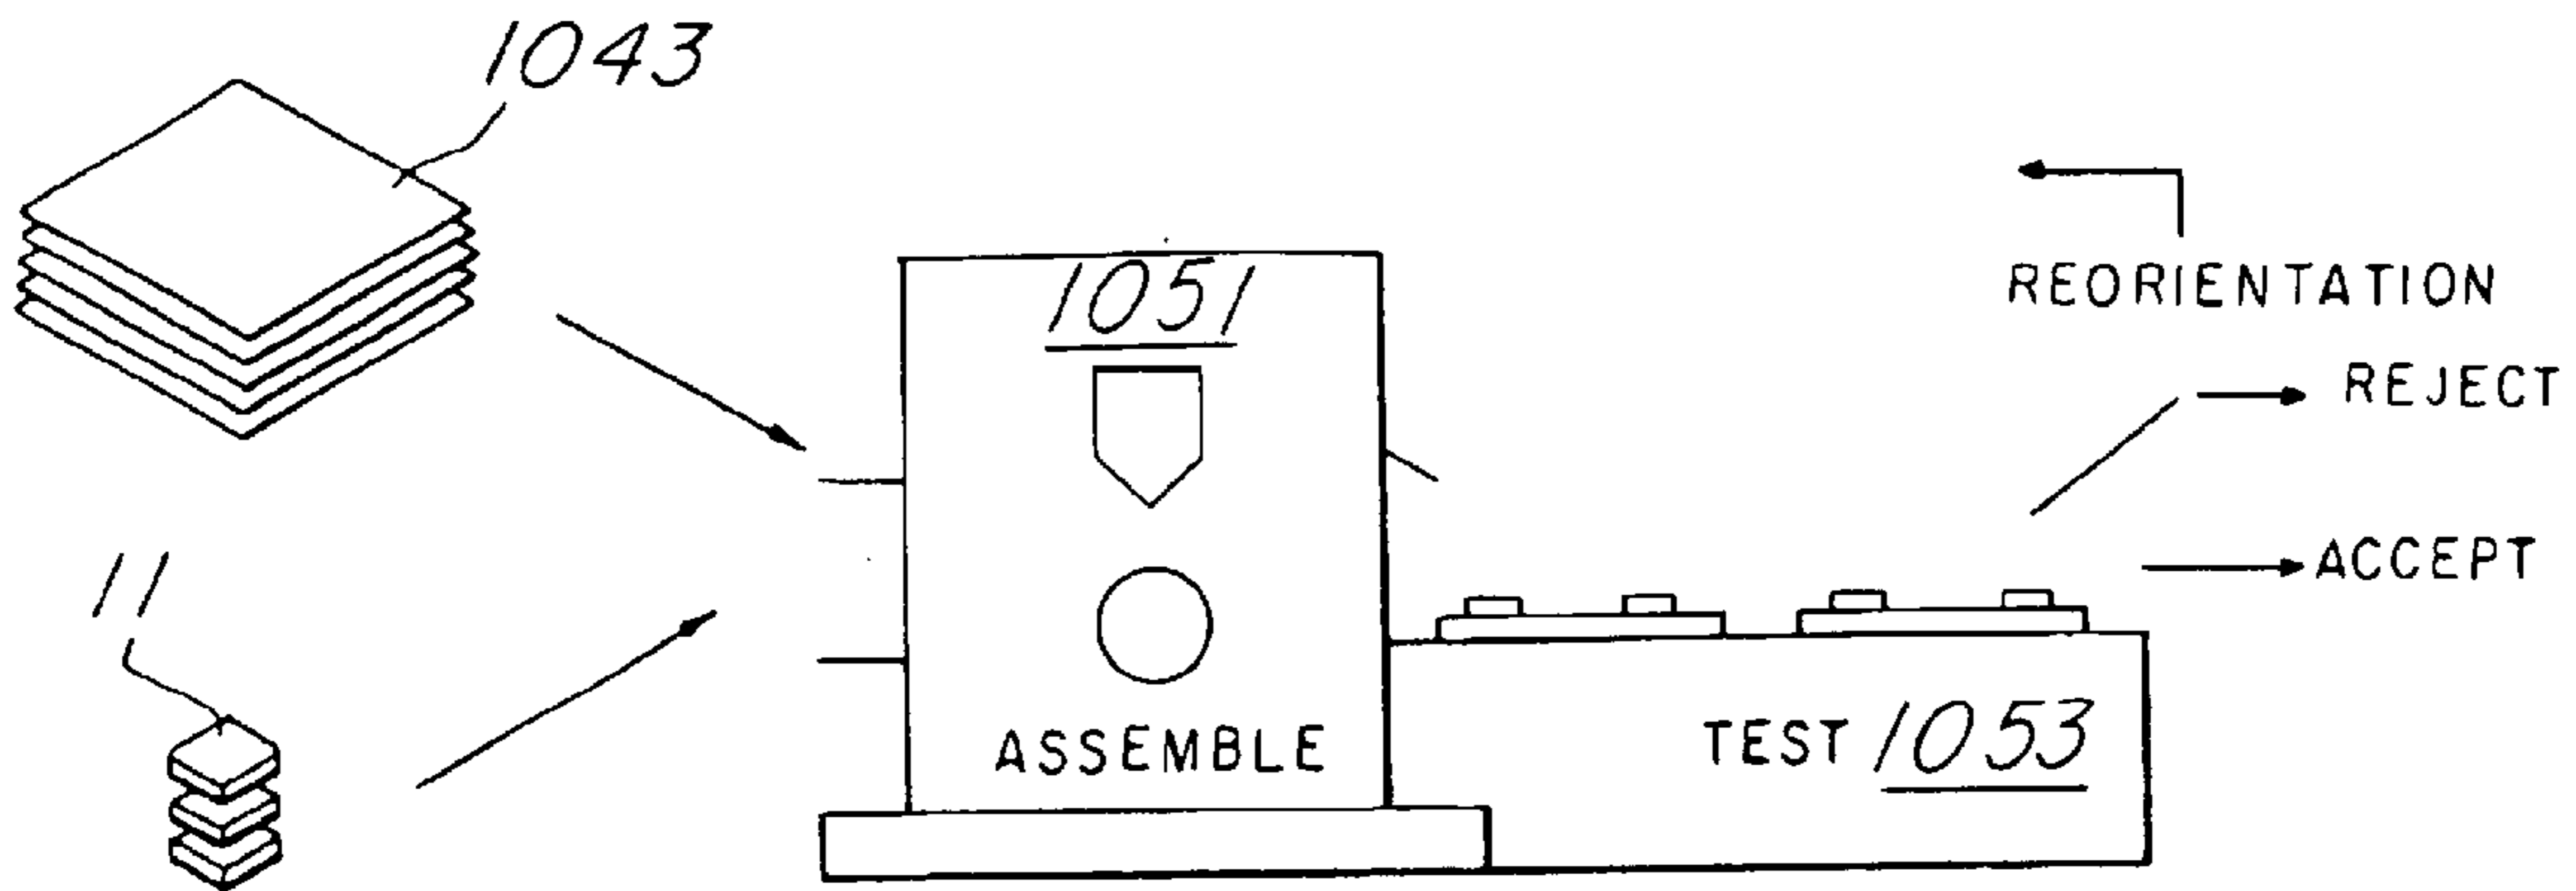 1043
1051
REORIENTATION
REJECT
11
ACCEPT
ASSEMBLE
TEST 1053